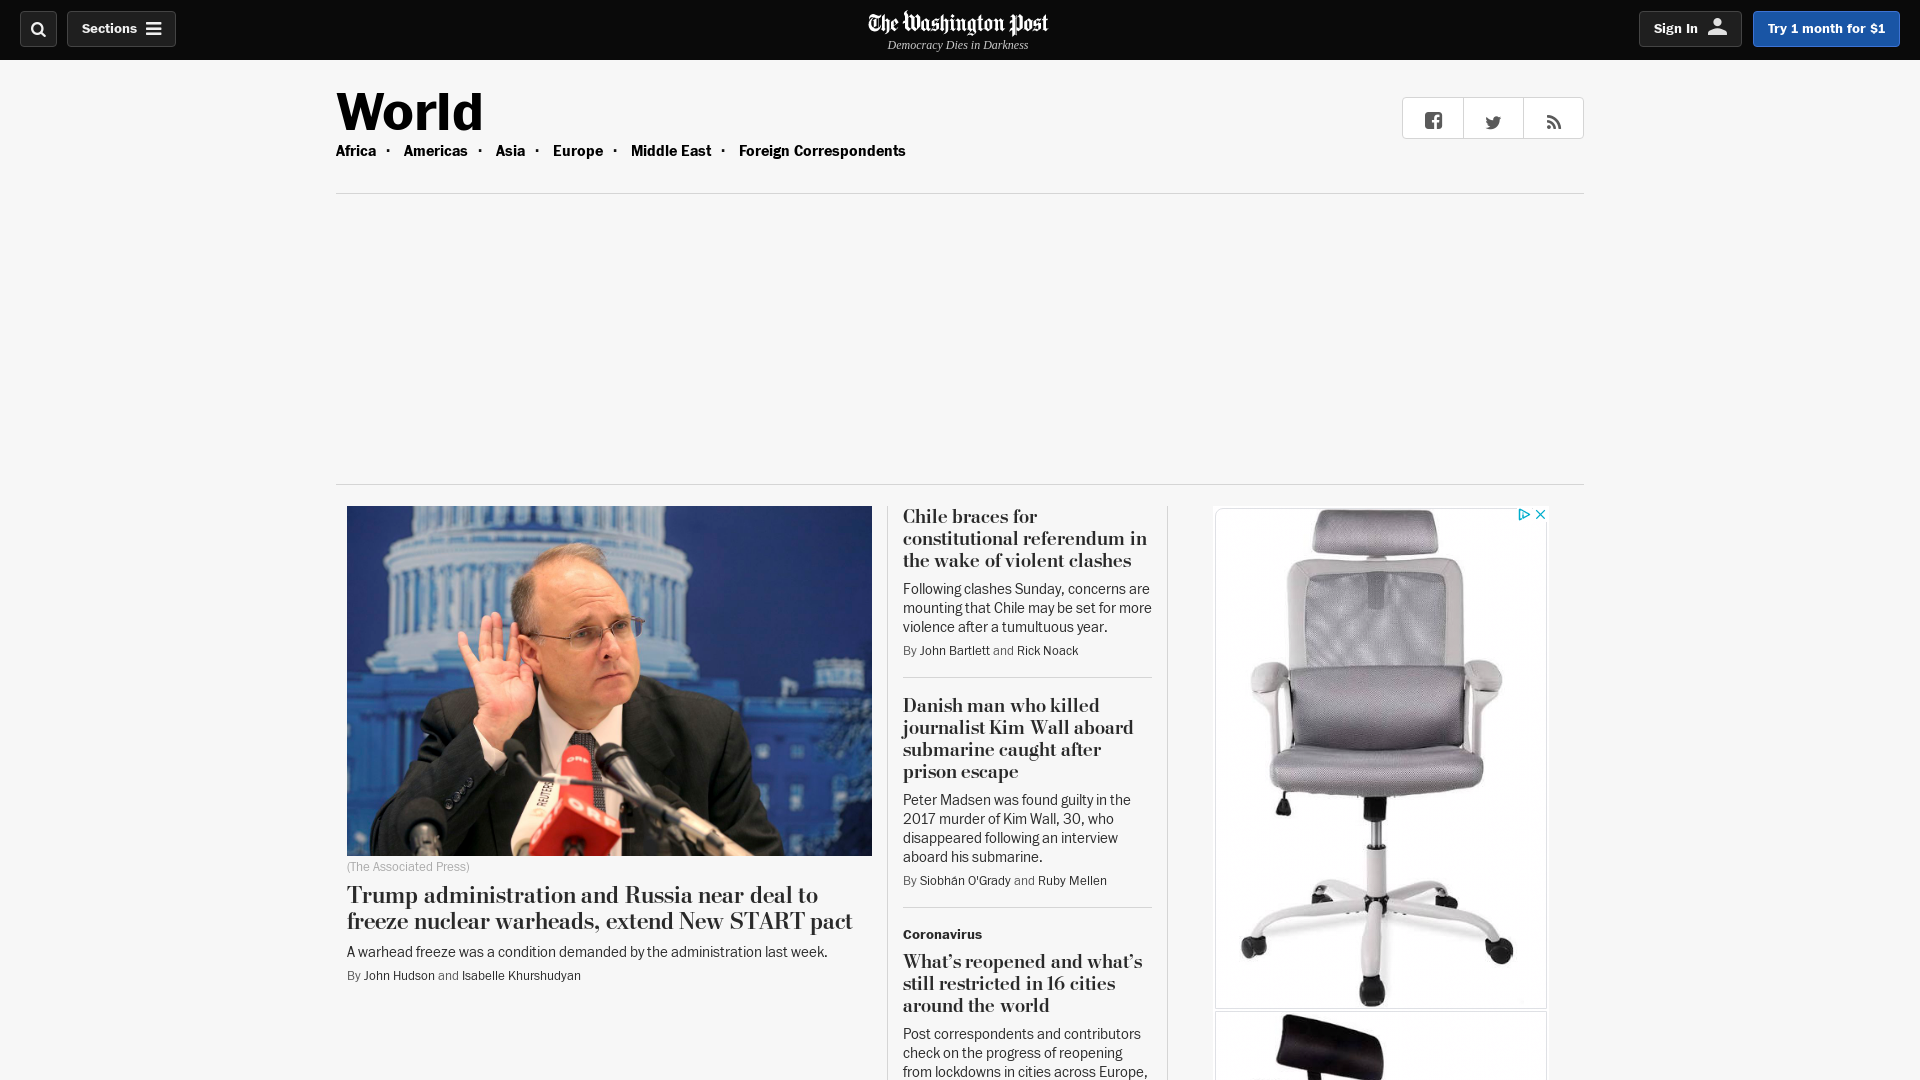 Sections
The Washington Post
Democracy Dies in Darkness
Sign In
Try 1 month for $1
World
Africa · Americas · Asia · Europe · Middle East · Foreign Correspondents
REUTERS
ORF
ORF
(The Associated Press)
Trump administration and Russia near deal to
freeze nuclear warheads, extend New START pact
A warhead freeze was a condition demanded by the administration last week.
By John Hudson and Isabelle Khurshudyan
Chile braces for
constitutional referendum in
the wake of violent clashes
Following clashes Sunday, concerns are
mounting that Chile may be set for more
violence after a tumultuous year.
By John Bartlett and Rick Noack
Danish man who killed
journalist Kim Wall aboard
submarine caught after
prison escape
Peter Madsen was found guilty in the
2017 murder of Kim Wall, 30, who
disappeared following an interview
aboard his submarine.
By Siobhán O'Grady and Ruby Mellen
Coronavirus
What’s reopened and what’s
still restricted in 16 cities
around the world
Post correspondents and contributors
check on the progress of reopening
from lockdowns in cities across Europe,